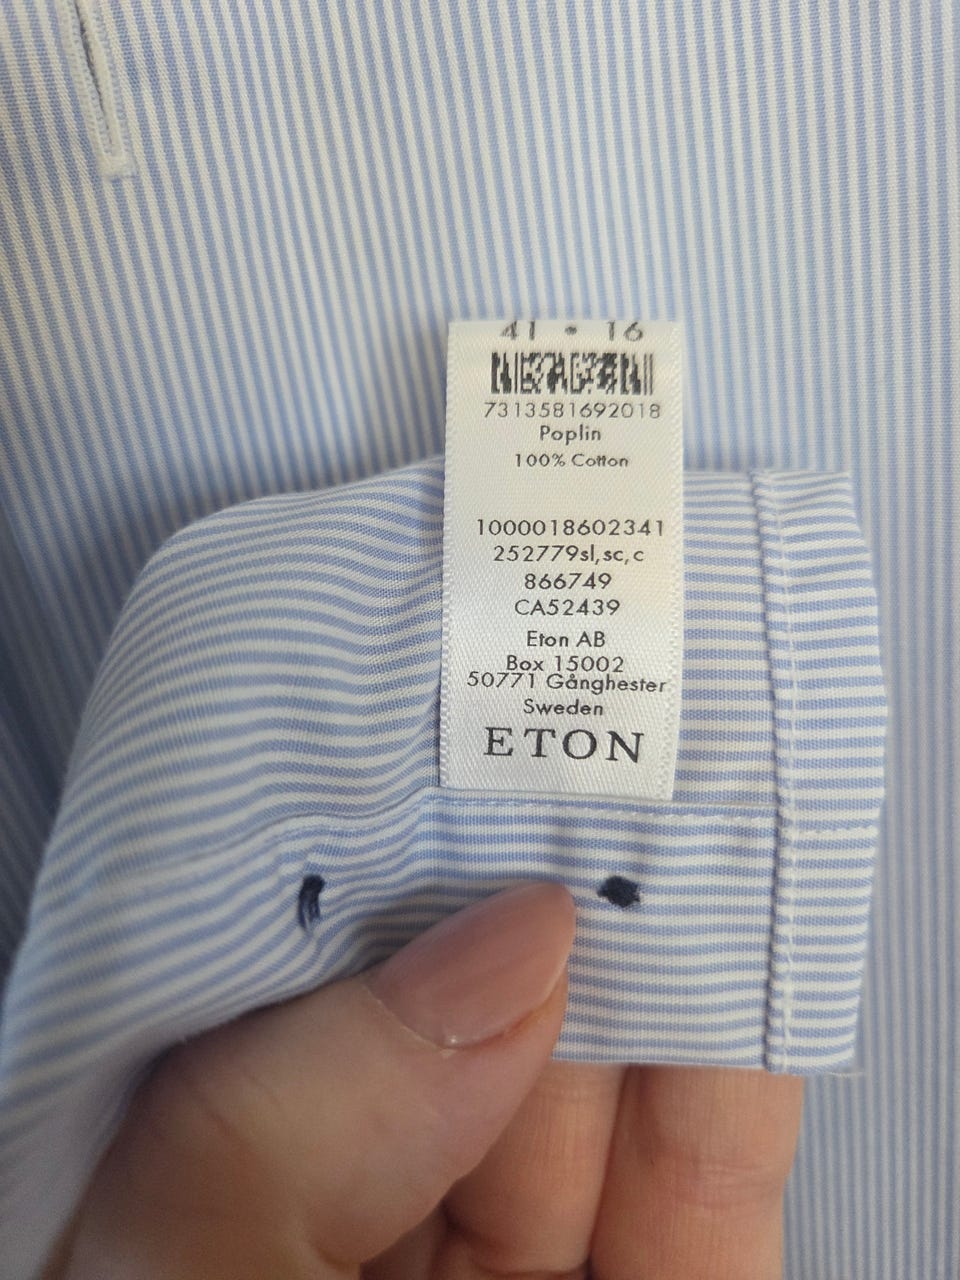 41 • 16
7313581692018
Poplin
100% Cotton
1000018602341
252779sl,sc,c
866749
CA52439
Eton AB
Box 15002
50771 Gånghester
Sweden
ETON